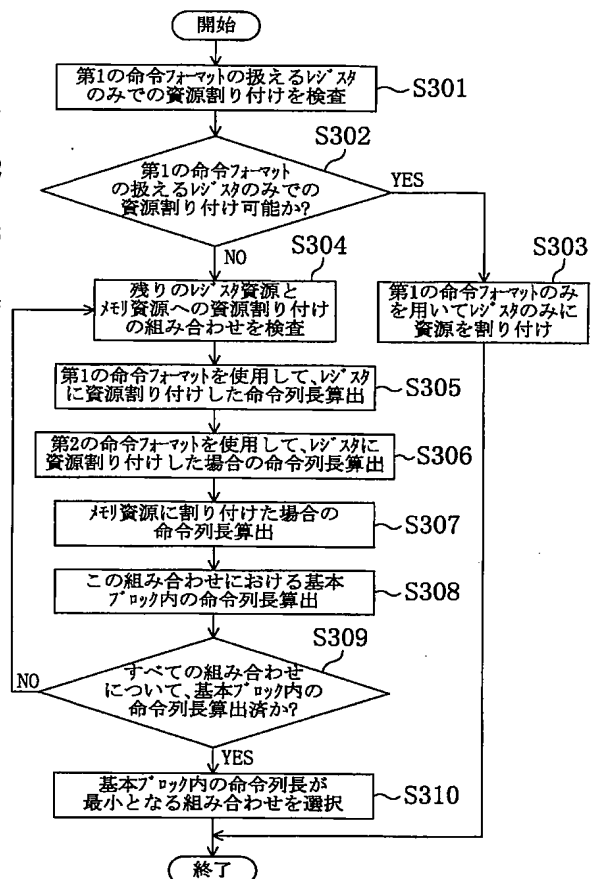 開始
第1の命令フォーマットの扱えるレジスタ
のみでの資源割り付けを検査
S301
S302
第1の命令フォーマット
の扱えるレジスタのみでの
資源割り付け可能か?
YES
NO
S304
S303
残りのレジスタ資源と
メモリ資源への資源割り付け
の組み合わせを検査
第1の命令フォーマットのみ
を用いてレジスタのみに
資源を割り付け
第1の命令フォーマットを使用して、レジスタ
に資源割り付けした命令列長算出
S305
第2の命令フォーマットを使用して、レジスタに
資源割り付けした場合の命令列長算出
S306
メモリ資源に割り付けた場合の
命令列長算出
S307
この組み合わせにおける基本
ブロック内の命令列長算出
S308
S309
すべての組み合わせ
について、基本ブロック内の
命令列長算出済か?
NO
YES
基本ブロック内の命令列長が
最小となる組み合わせを選択
S310
終了